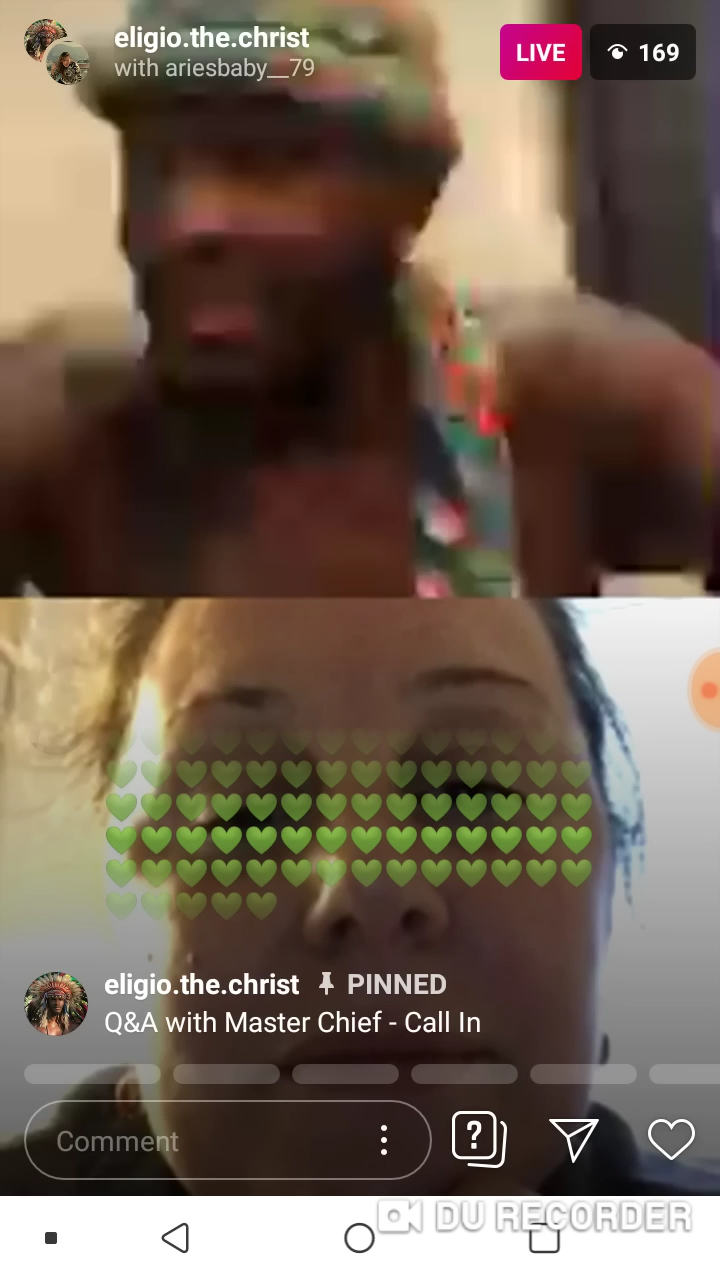 eligio.the.christ
with ariesbaby__79
LIVE
169
eligio.the.christ PINNED
Q&A with Master Chief - Call In
Comment
?
DU RECORDER